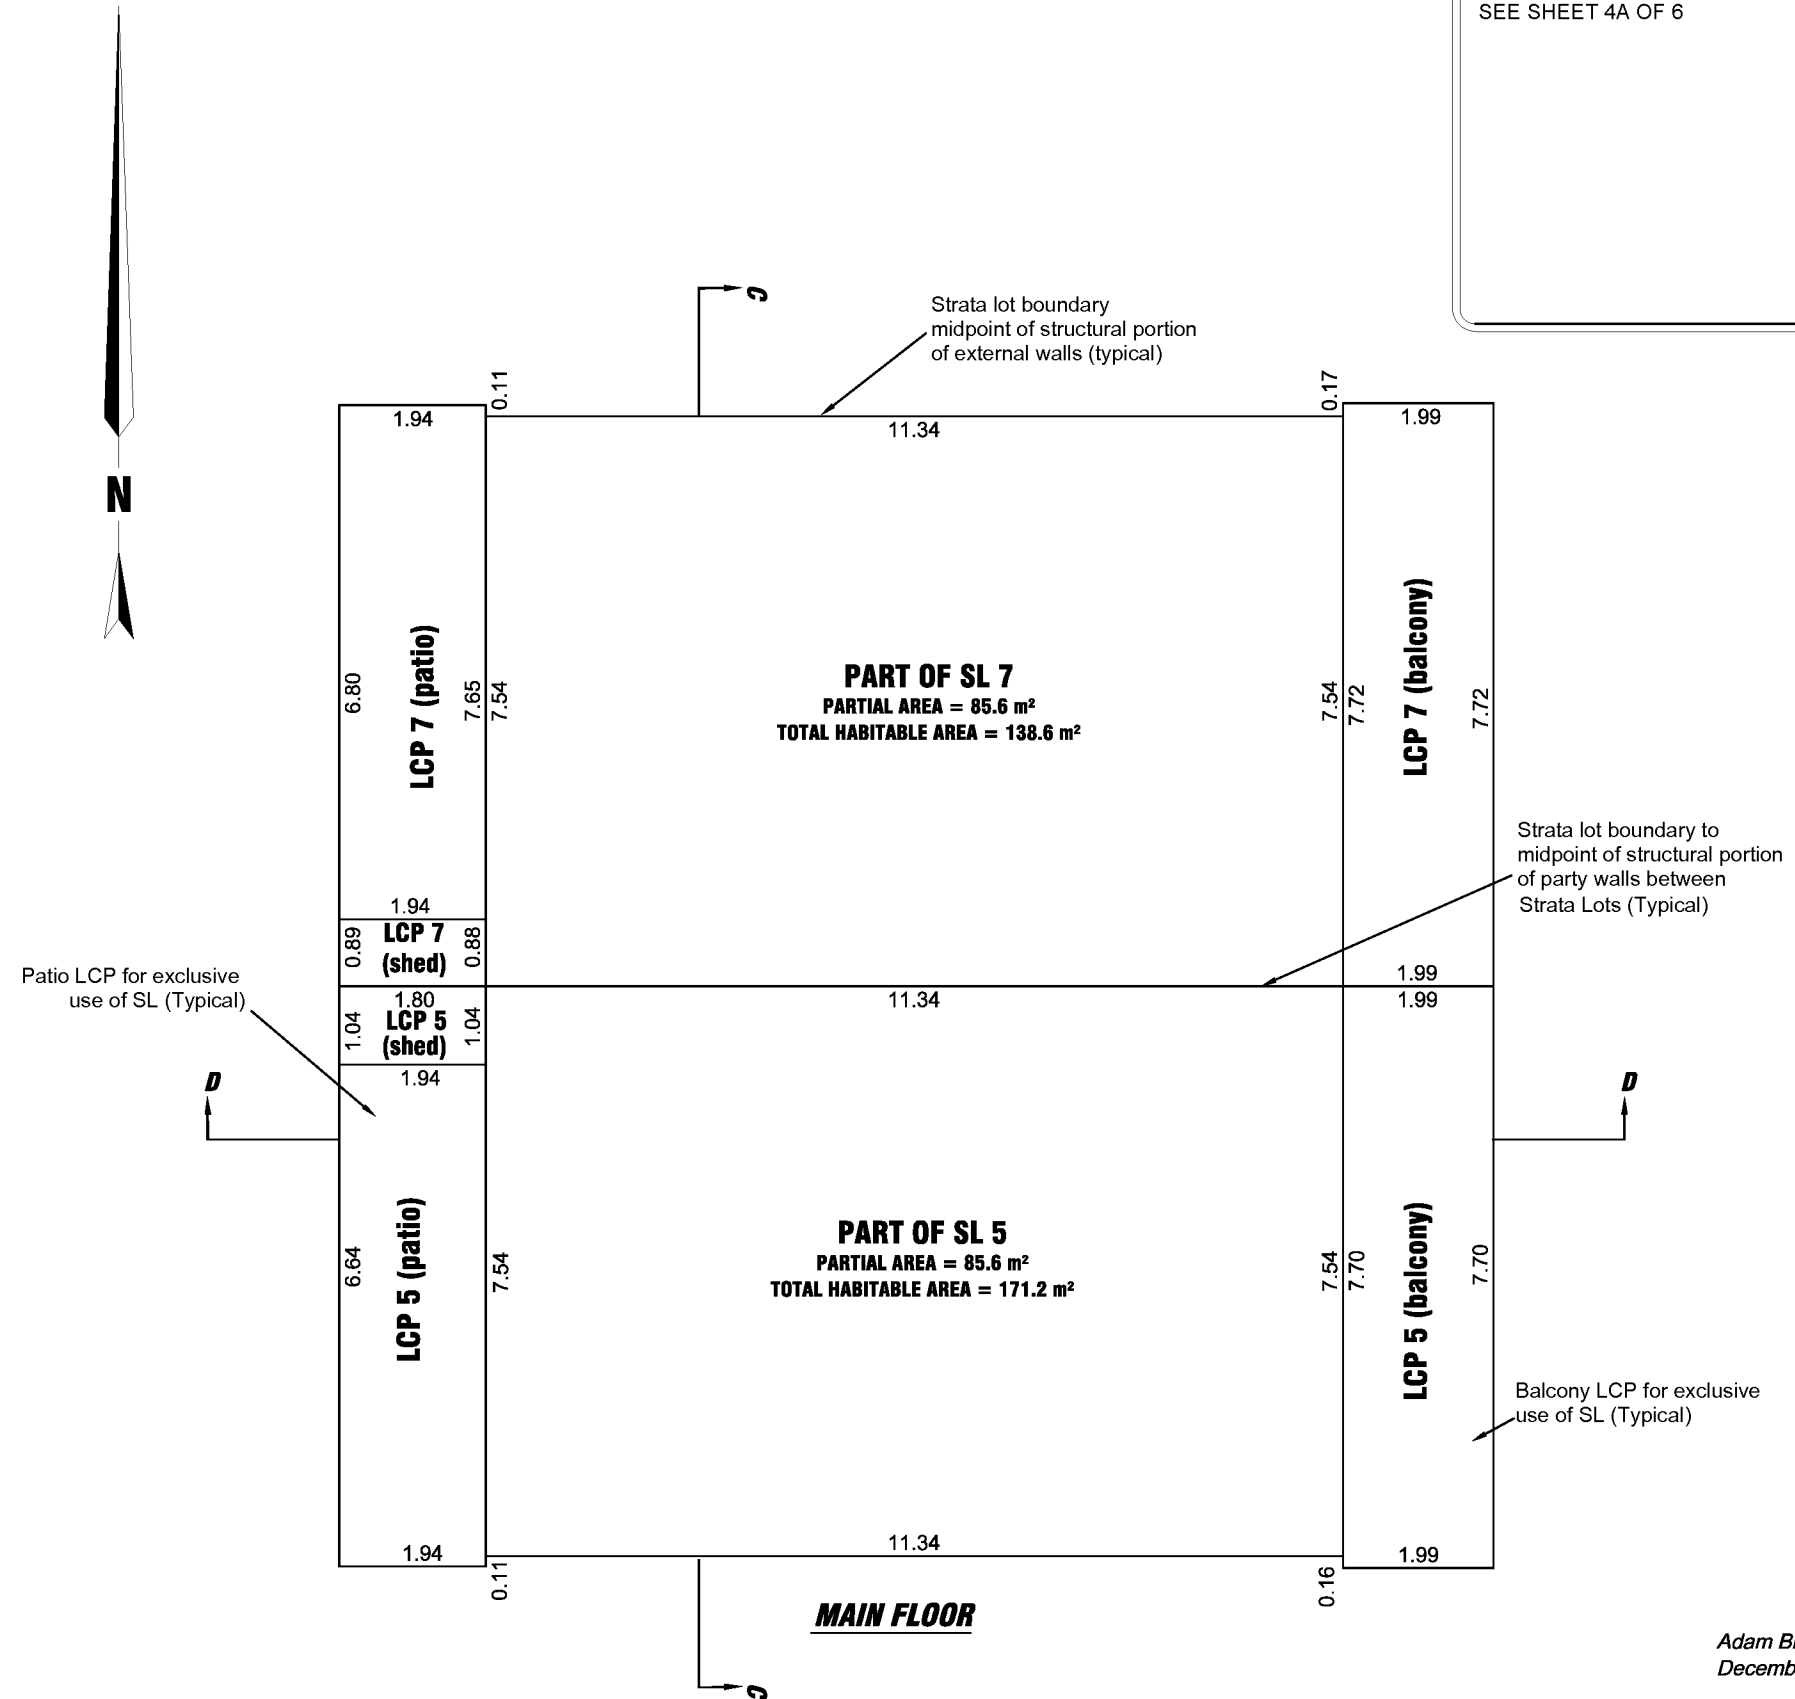 SEE SHEET 4A OF 6
C
Strata lot boundary
midpoint of structural portion
of external walls (typical)
0.11
0.17
1.94
11.34
1.99
N
6.80
LCP 7 (patio)
7.65
7.54
PART OF SL 7
PARTIAL AREA = 85.6 m²
TOTAL HABITABLE AREA = 138.6 m²
7.54
7.72
LCP 7 (balcony)
7.72
Strata lot boundary to
midpoint of structural portion
of party walls between
Strata Lots (Typical)
1.94
0.89
LCP 7
(shed)
0.88
1.99
Patio LCP for exclusive
use of SL (Typical)
1.80
11.34
1.99
1.04
LCP 5
(shed)
1.04
1.94
D
D
6.64
LCP 5 (patio)
7.54
PART OF SL 5
PARTIAL AREA = 85.6 m²
TOTAL HABITABLE AREA = 171.2 m²
7.54
7.70
LCP 5 (balcony)
7.70
Balcony LCP for exclusive
use of SL (Typical)
1.94
11.34
1.99
0.11
0.16
MAIN FLOOR
C
Adam